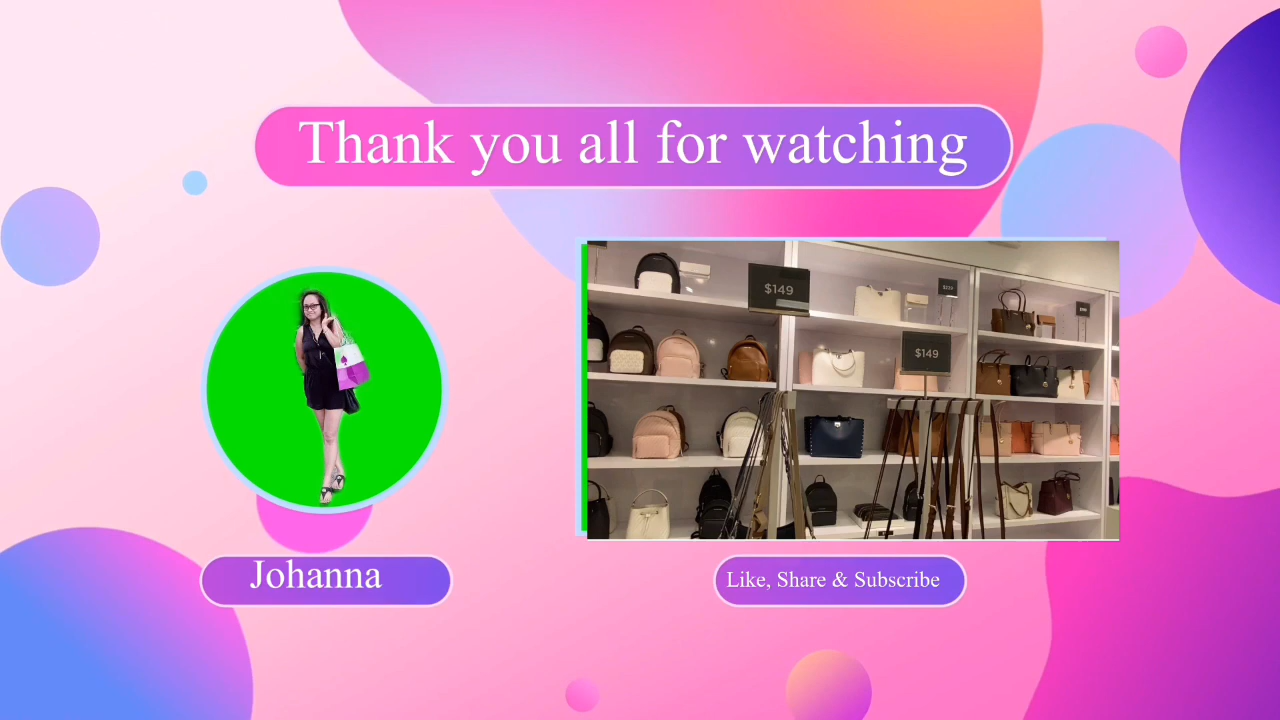 Thank you all for watching
$149
$149
Johanna
Like, Share & Subscribe